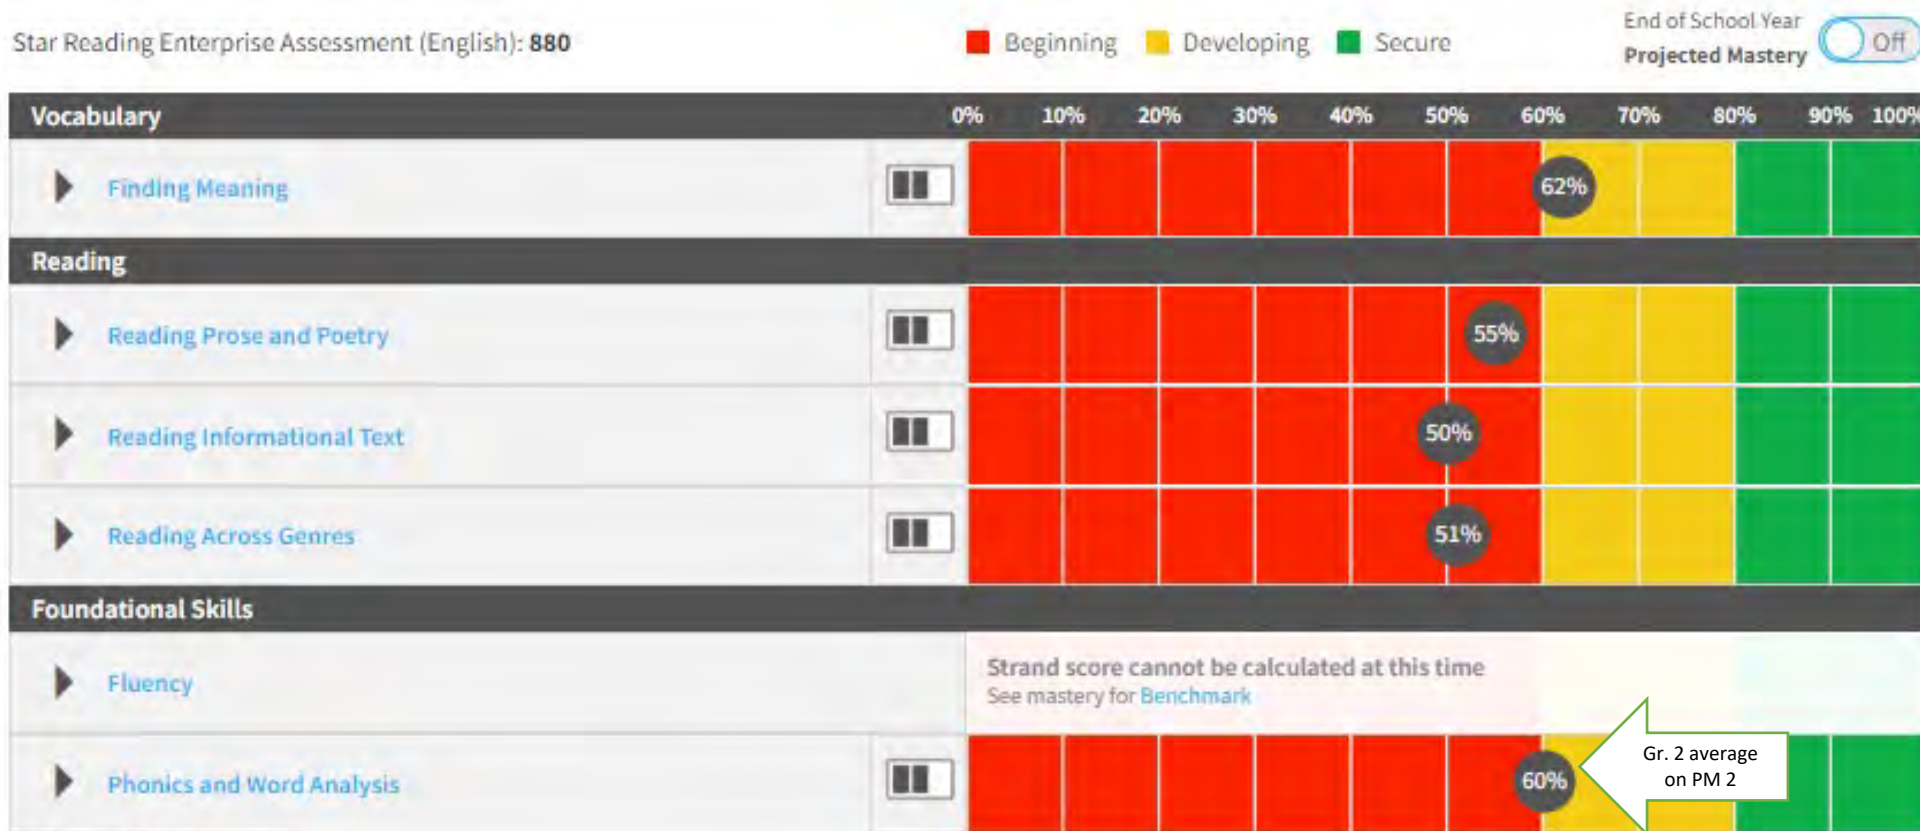 Star Reading Enterprise Assessment (English): 880
Beginning Developing Secure
End of School Year
Projected Mastery
Off
Vocabulary 0% 10% 20% 30% 40% 50% 60% 70% 80% 90% 100%
Finding Meaning 62%
Reading
Reading Prose and Poetry 55%
Reading Informational Text 50%
Reading Across Genres 51%
Foundational Skills
Fluency
Strand score cannot be calculated at this time
See mastery for Benchmark
Phonics and Word Analysis 60%
Gr. 2 average
on PM 2